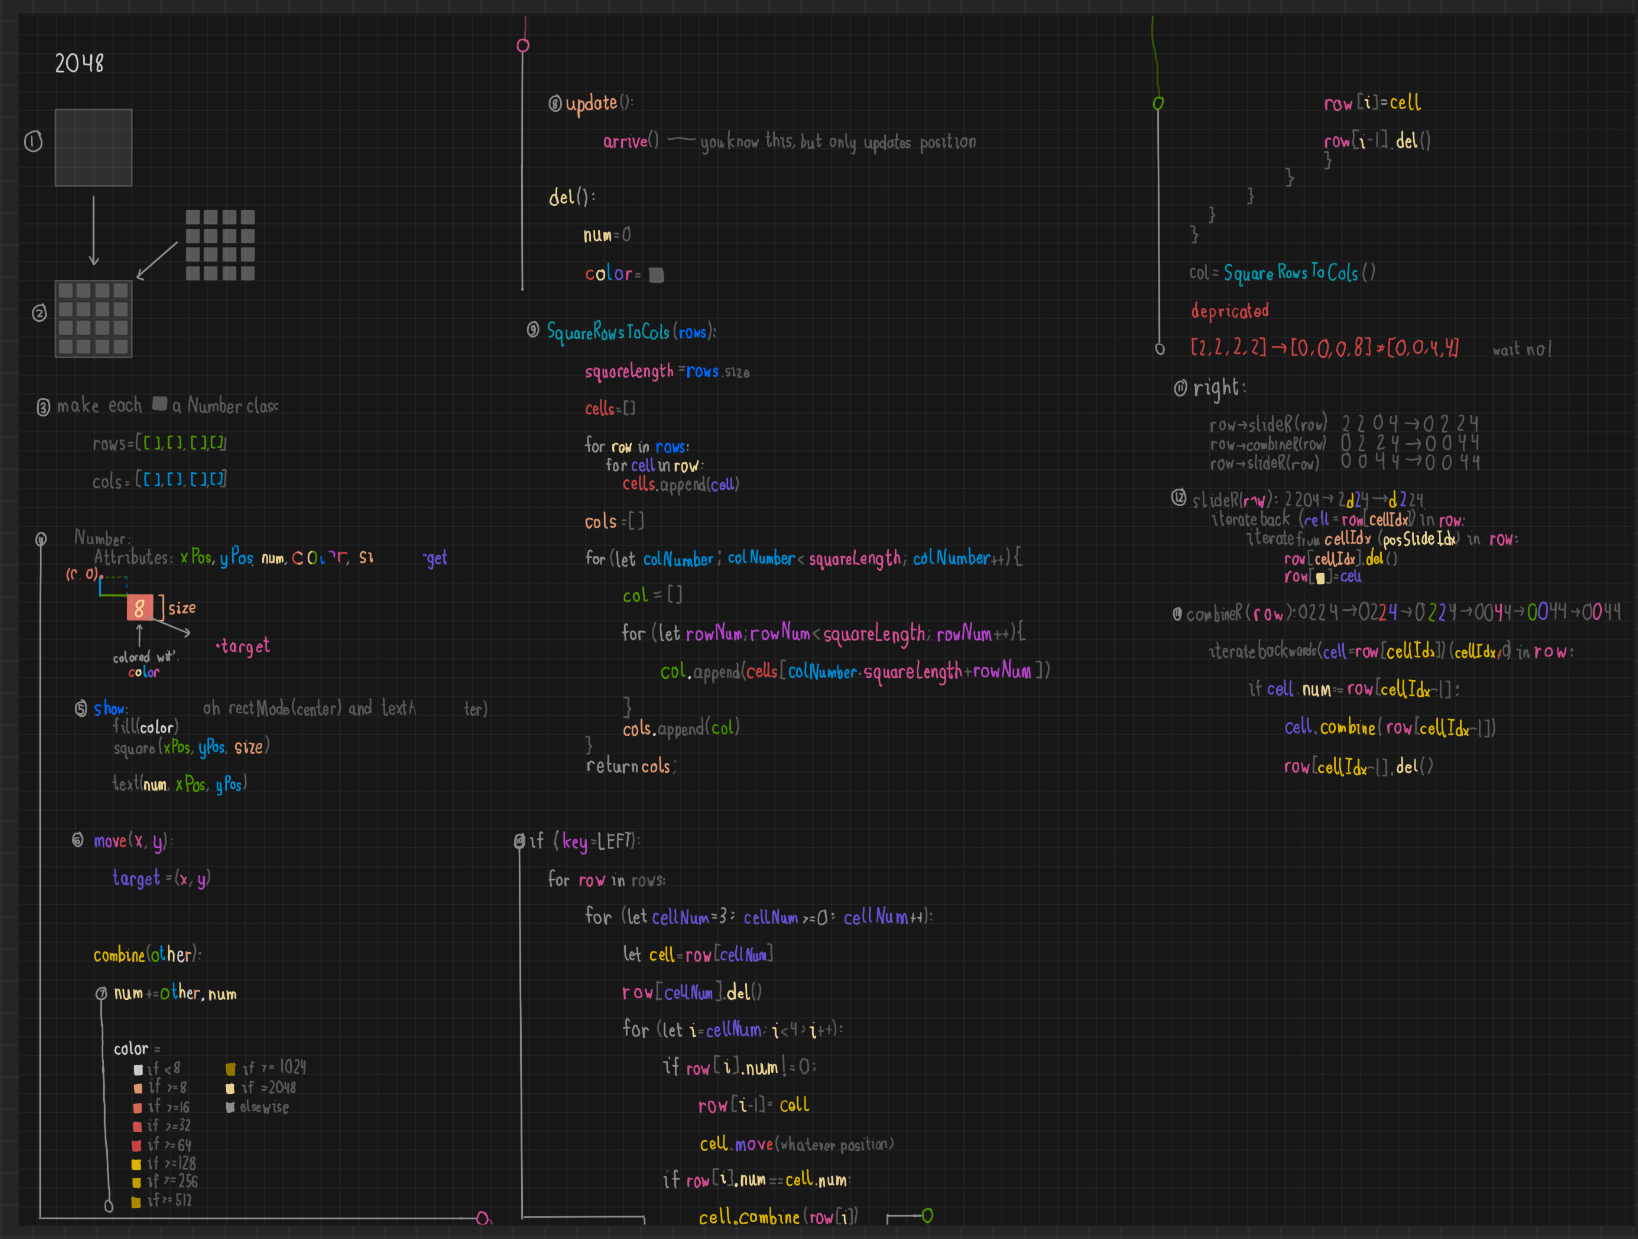 2048
①
②
③ make each a Number class
rows=[[],[],[],[]]
cols=[[],[],[],[]]
Number:
Attributes: xPos, yPos, num, color, si get
8
size
target
colored wit
color
⑤ show: oh rectMode(center) and textA ter)
fill(color)
square(xPos, yPos, size)
text(num, xPos, yPos)
⑥ move(x, y):
target=(x, y)
combine(other):
⑦ num+=other.num
color =
if <8
if >=8
if >=16
if >=32
if >=64
if >=128
if >=256
if >=512
if >=1024
if =2048
elsewise
⑧ update():
arrive() — you know this, but only updates position
del():
num=0
color=
⑨ SquareRowsToCols(rows):
squareLength=rows.size
cells=[]
for row in rows:
for cell in row:
cells.append(cell)
cols=[]
for(let colNumber; colNumber<squareLength; colNumber++){
col=[]
for (let rowNum; rowNum<squareLength; rowNum++){
col.append(cells[colNumber·squareLength+rowNum])
}
cols.append(col)
}
return cols;
⑩ if (key=LEFT):
for row in rows:
for (let cellNum=3; cellNum>=0; cellNum++):
let cell=row[cellNum]
row[cellNum].del()
for (let i=cellNum; i<4; i++):
if row[i].num!=0:
row[i-1]=cell
cell.move(whatever position)
if row[i].num==cell.num:
cell.combine(row[i])
row[i]=cell
row[i-1].del()
}
}
}
}
}
col=SquareRowsToCols()
depricated
[2,2,2,2]→[0,0,0,8]≠[0,0,4,4] wait no!
⑪ right:
row→slideR(row) 2204→0224
row→combineR(row) 0224→0044
row→slideR(row) 0044→0044
⑫ slideR(row): 2204→2d24→d224
iterate back (cell=row[cellIdx]) in row:
iterate from cellIdx (posSlideIdx) in row:
row[cellIdx].del()
row[ ]=cell
combineR(row): 0224→0224→0224→0044→0044→0044
iterate backwards(cell=row[cellIdx])(cellIdx≠0) in row:
if cell.num=row[cellIdx-1]:
cell.combine(row[cellIdx-1])
row[cellIdx-1].del()